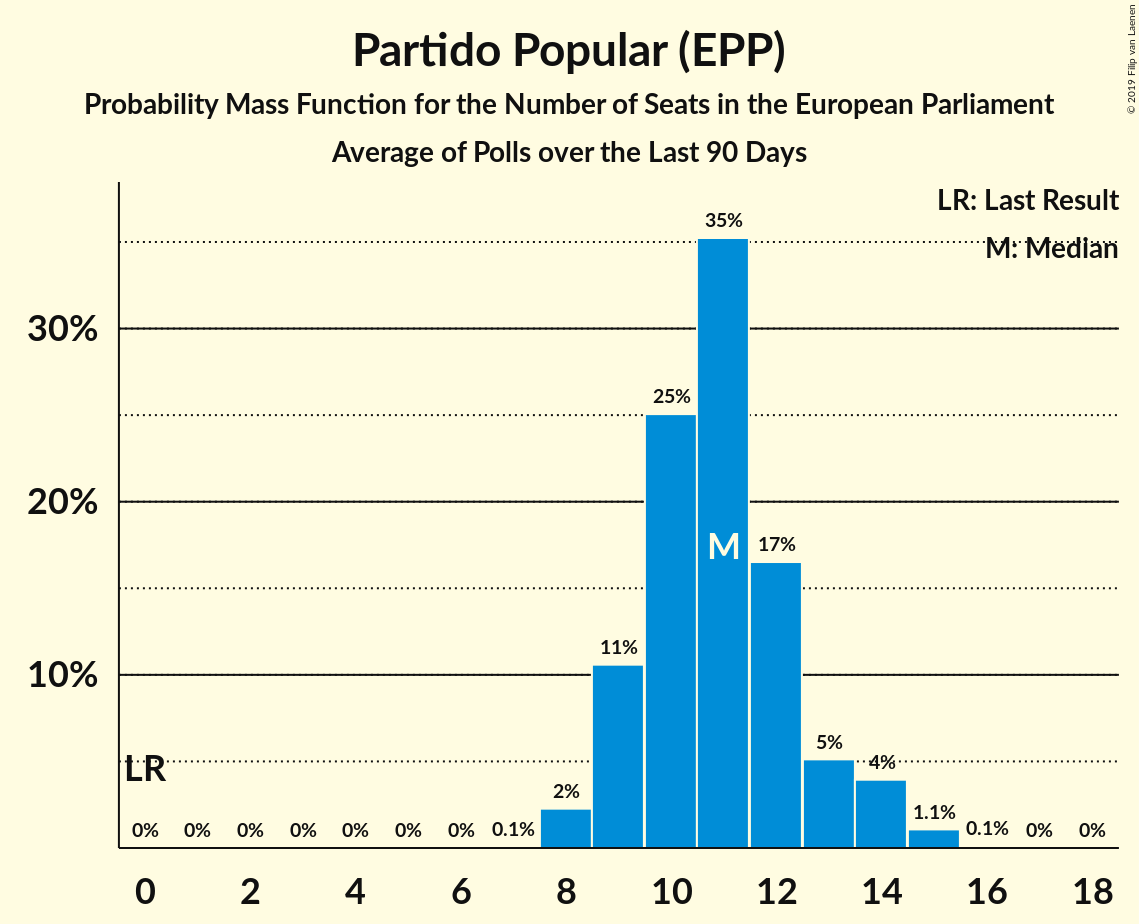 Partido Popular (EPP)
Probability Mass Function for the Number of Seats in the European Parliament
Average of Polls over the Last 90 Days
© 2019 Filip van Laenen
LR: Last Result
M: Median
35%
30%
25%
20%
M
17%
11%
10%
LR
5%
4%
2%
1.1%
0% 0% 0% 0% 0% 0% 0% 0.1% 0.1% 0% 0%
0 2 4 6 8 10 12 14 16 18